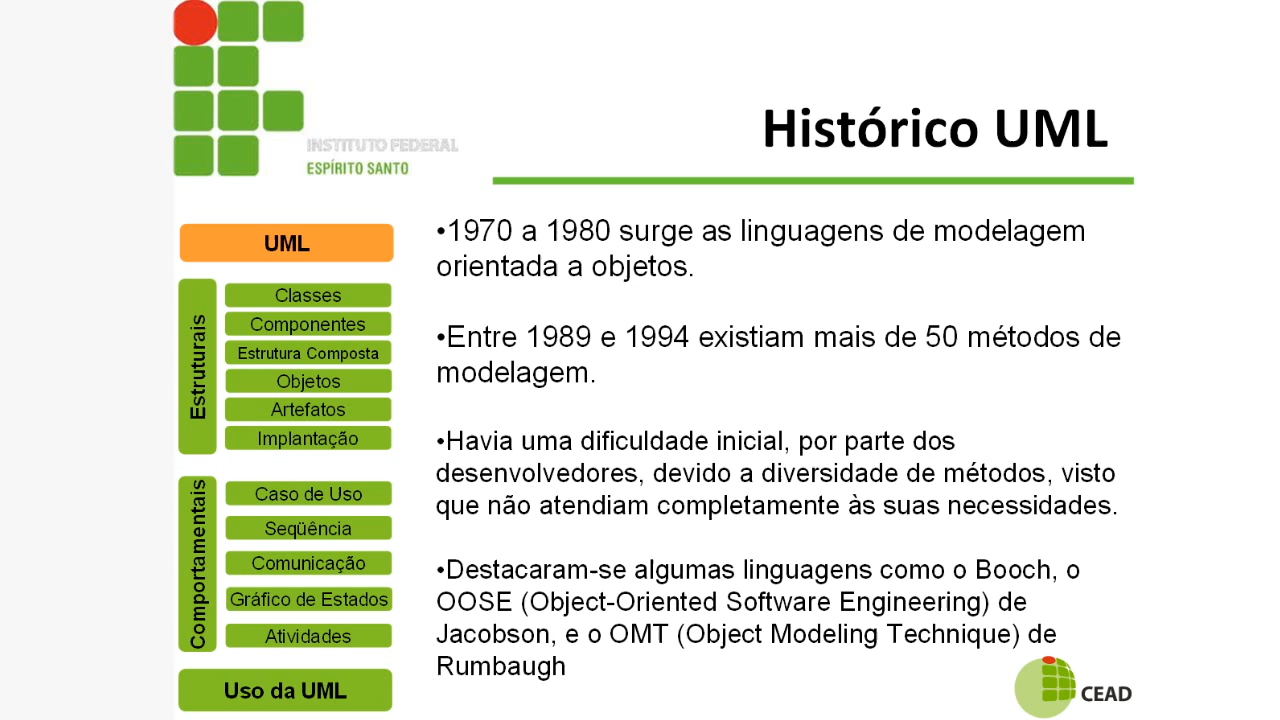 INSTITUTO FEDERAL
ESPÍRITO SANTO
Histórico UML
UML
Estruturais
Classes
Componentes
Estrutura Composta
Objetos
Artefatos
Implantação
Comportamentais
Caso de Uso
Seqüência
Comunicação
Gráfico de Estados
Atividades
Uso da UML
•1970 a 1980 surge as linguagens de modelagem
orientada a objetos.
•Entre 1989 e 1994 existiam mais de 50 métodos de
modelagem.
•Havia uma dificuldade inicial, por parte dos
desenvolvedores, devido a diversidade de métodos, visto
que não atendiam completamente às suas necessidades.
•Destacaram-se algumas linguagens como o Booch, o
OOSE (Object-Oriented Software Engineering) de
Jacobson, e o OMT (Object Modeling Technique) de
Rumbaugh
CEAD